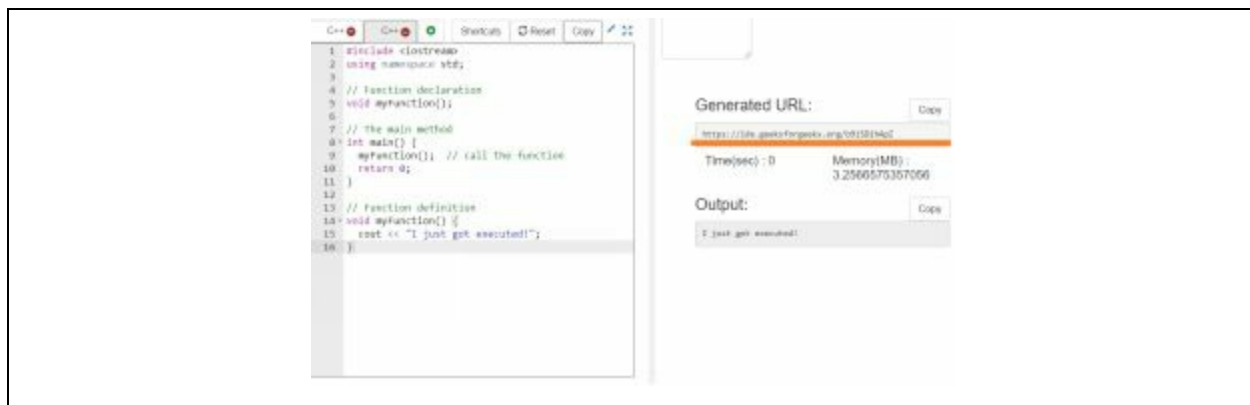 C++ C++ Shortcuts Reset Copy
1 #include <iostream>
2 using namespace std;
3
4 // Function declaration
5 void myFunction();
6
7 // The main method
8 int main() {
9 myFunction(); // call the function
10 return 0;
11 }
12
13 // Function definition
14 void myFunction() {
15 cout << "I just got executed!";
16 }
Generated URL:
Copy
Time(sec) : 0
Memory(MB) :
3.2566575357056
Output:
Copy
I just got executed!